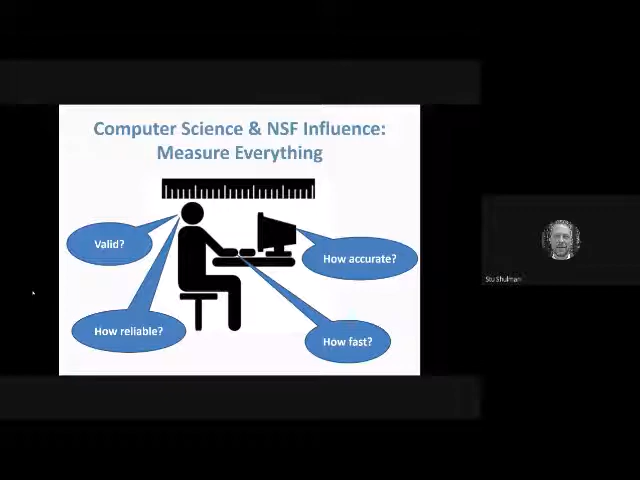 Computer Science & NSF Influence:
Measure Everything
Valid?
How accurate?
How reliable?
How fast?
Stu Shulman